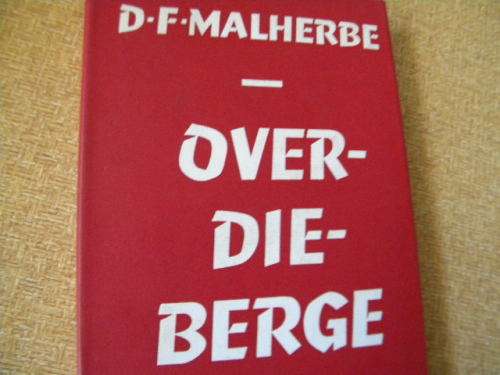 D·F·MALHERBE
—
OVER-
DIE-
BERGE